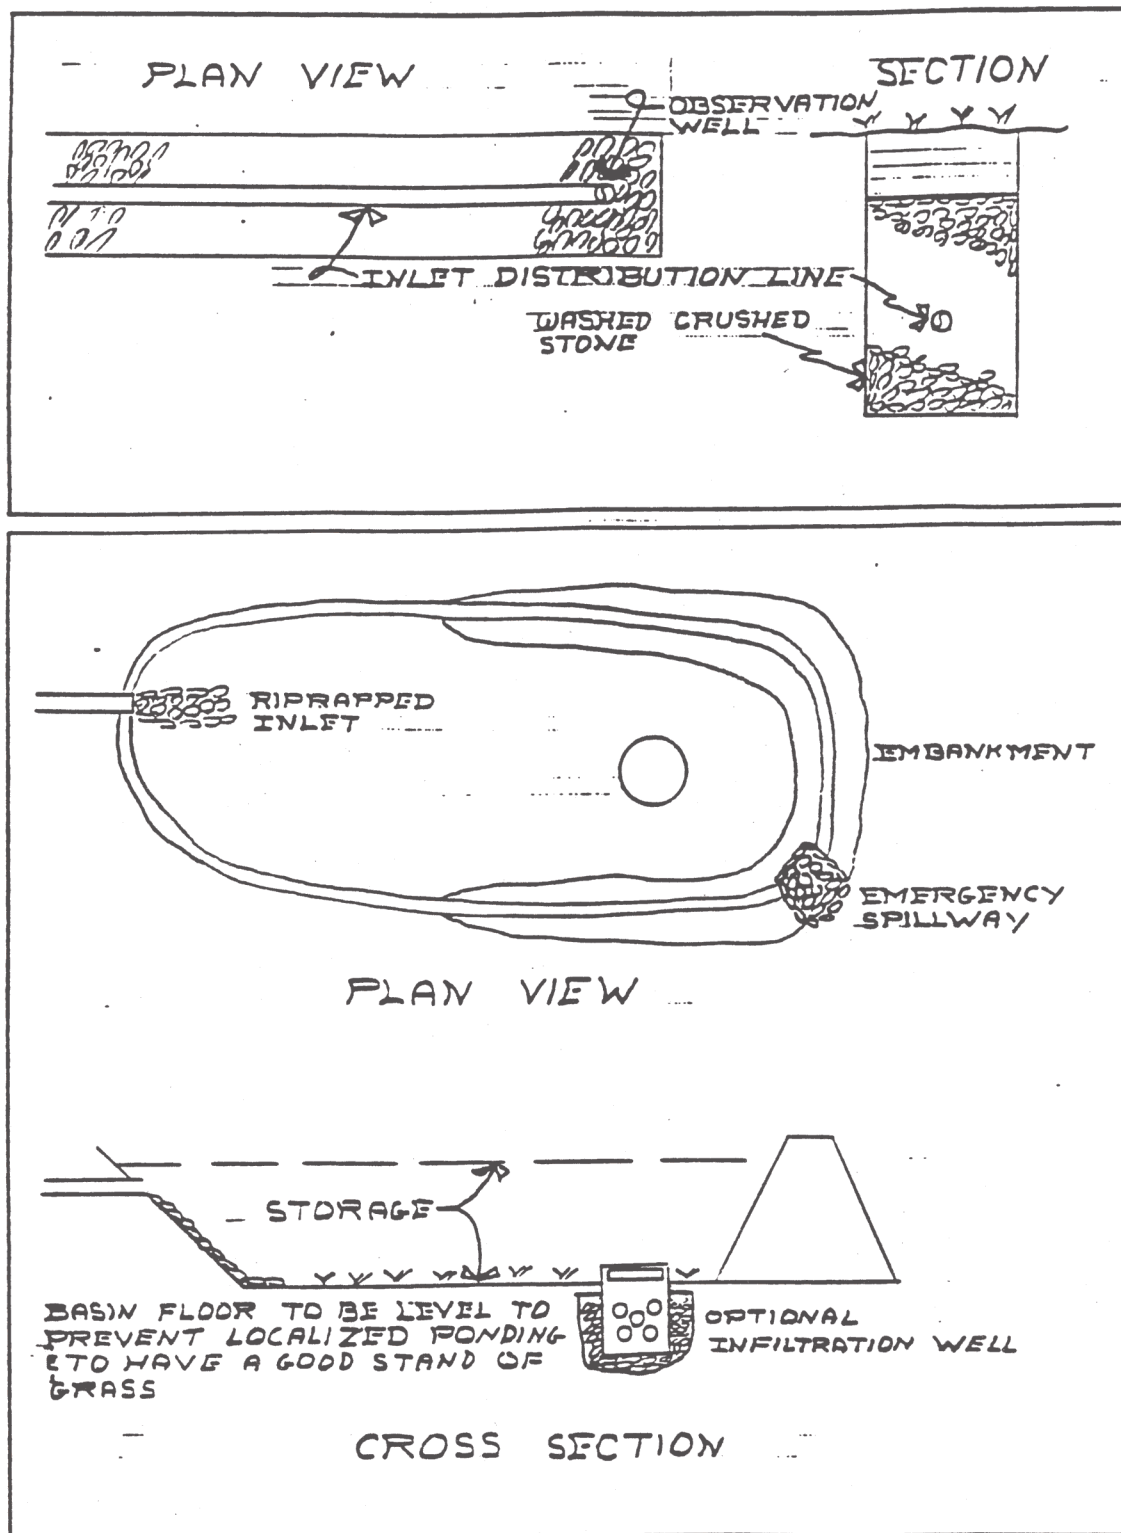 PLAN VIEW
SECTION
OBSERVATION
WELL
INLET DISTRIBUTION LINE
WASHED CRUSHED
STONE
RIPRAPPED
INLET
EMBANKMENT
EMERGENCY
SPILLWAY
PLAN VIEW
STORAGE
BASIN FLOOR TO BE LEVEL TO
PREVENT LOCALIZED PONDING
& TO HAVE A GOOD STAND OF
GRASS
OPTIONAL
INFILTRATION WELL
CROSS SECTION